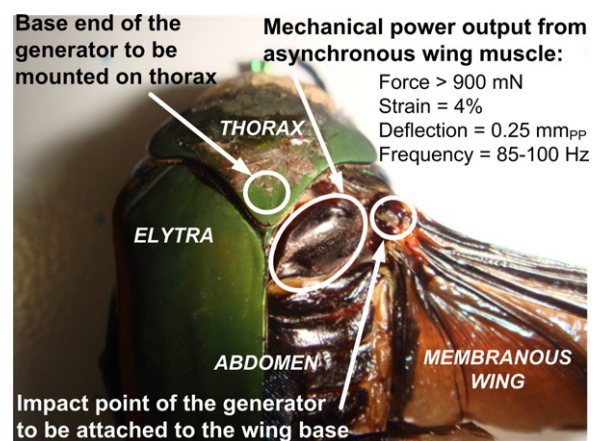 Base end of the
generator to be
mounted on thorax
Mechanical power output from
asynchronous wing muscle:
Force > 900 mN
Strain = 4%
Deflection = 0.25 mmPP
Frequency = 85-100 Hz
THORAX
ELYTRA
ABDOMEN
MEMBRANOUS
WING
Impact point of the generator
to be attached to the wing base